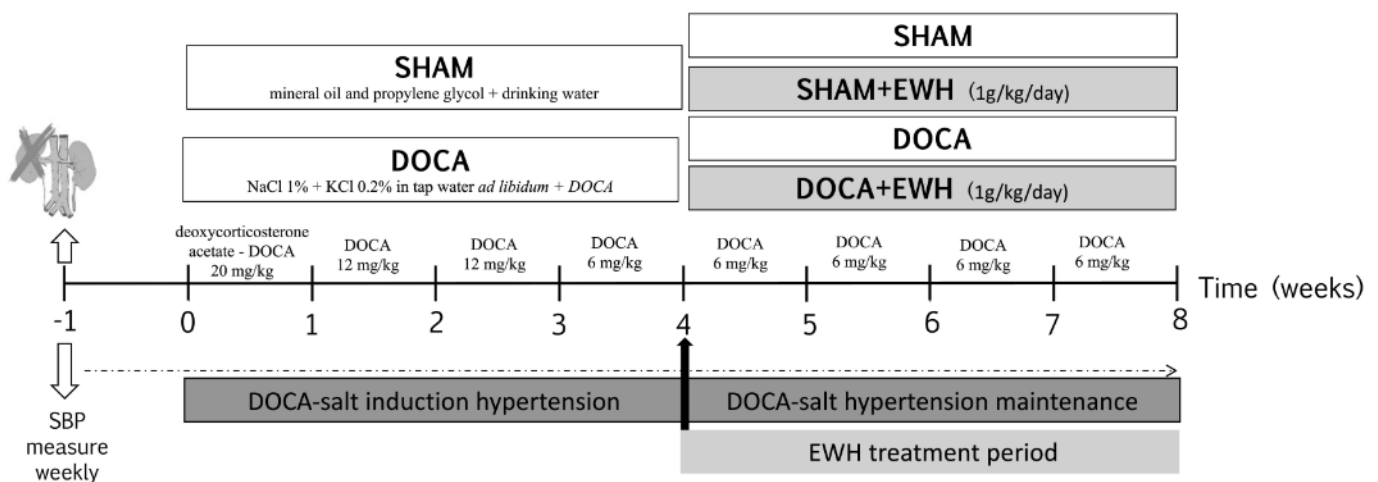 SHAM
mineral oil and propylene glycol + drinking water
DOCA
NaCl 1% + KCl 0.2% in tap water ad libidum + DOCA
SHAM
SHAM+EWH (1g/kg/day)
DOCA
DOCA+EWH (1g/kg/day)
deoxycorticosterone
acetate - DOCA
20 mg/kg
DOCA
12 mg/kg
DOCA
12 mg/kg
DOCA
6 mg/kg
DOCA
6 mg/kg
DOCA
6 mg/kg
DOCA
6 mg/kg
DOCA
6 mg/kg
Time (weeks)
-1 0 1 2 3 4 5 6 7 8
SBP
measure
weekly
DOCA-salt induction hypertension
DOCA-salt hypertension maintenance
EWH treatment period